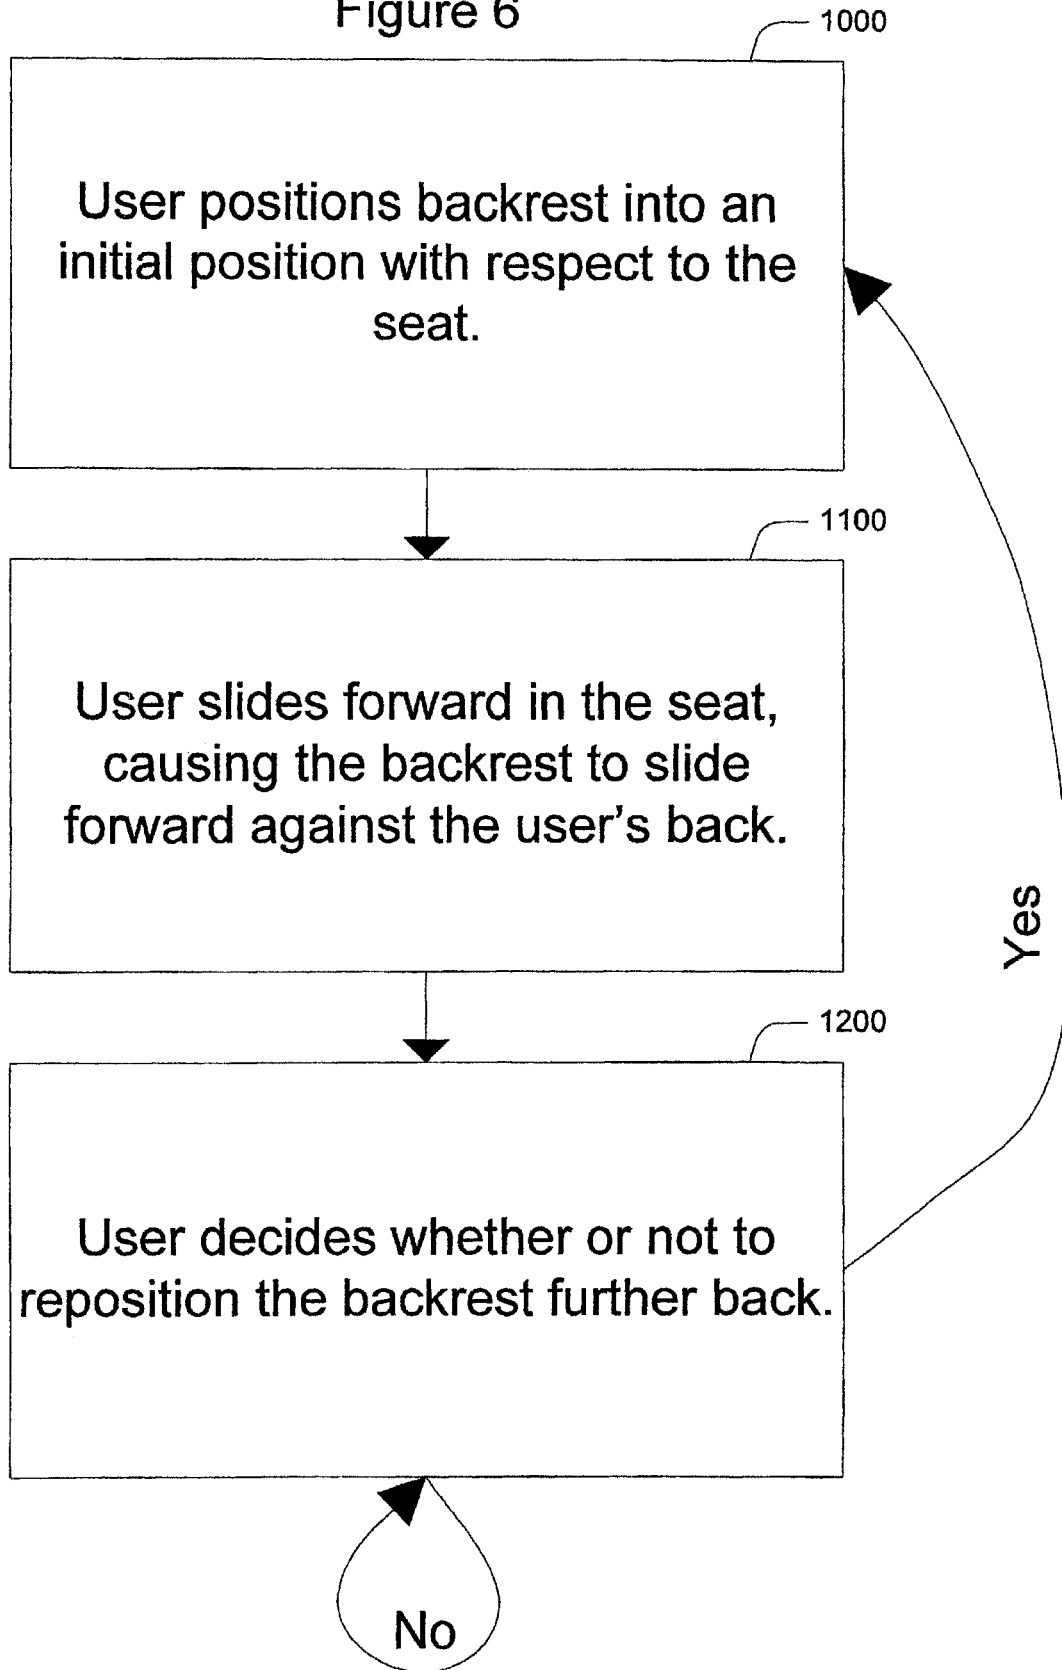 Figure 6
1000
User positions backrest into an
initial position with respect to the
seat.
1100
User slides forward in the seat,
causing the backrest to slide
forward against the user's back.
Yes
1200
User decides whether or not to
reposition the backrest further back.
No